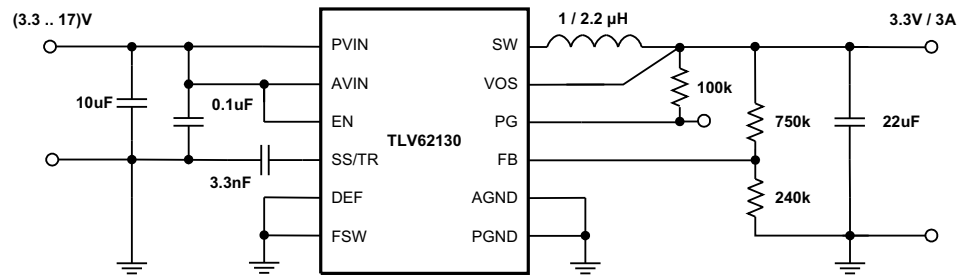 (3.3 .. 17)V
1 / 2.2 µH
3.3V / 3A
PVIN
SW
AVIN
VOS
10uF
0.1uF
100k
EN
PG
TLV62130
750k
22uF
SS/TR
FB
3.3nF
DEF
AGND
240k
FSW
PGND